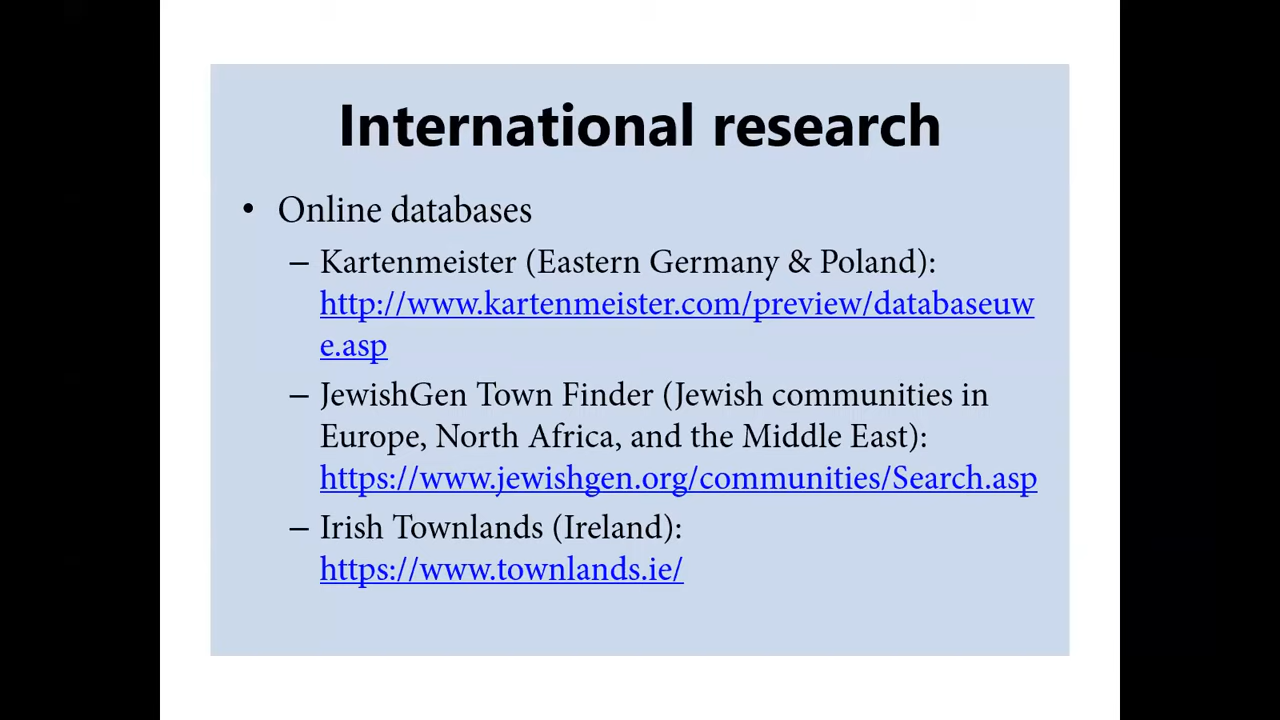 International research
• Online databases
– Kartenmeister (Eastern Germany & Poland):
http://www.kartenmeister.com/preview/databaseuw
e.asp
– JewishGen Town Finder (Jewish communities in
Europe, North Africa, and the Middle East):
https://www.jewishgen.org/communities/Search.asp
– Irish Townlands (Ireland):
https://www.townlands.ie/